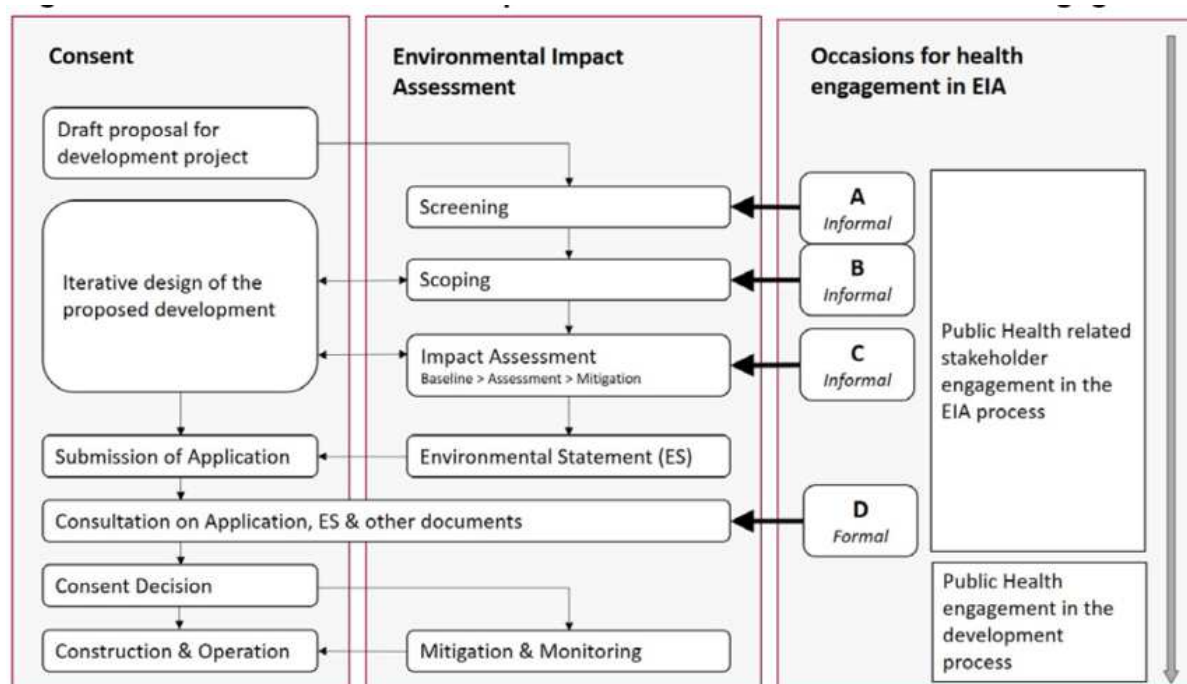 Consent
Draft proposal for
development project
Iterative design of the
proposed development
Submission of Application
Consultation on Application, ES & other documents
Consent Decision
Construction & Operation
Environmental Impact
Assessment
Screening
Scoping
Impact Assessment
Baseline > Assessment > Mitigation
Environmental Statement (ES)
Mitigation & Monitoring
Occasions for health
engagement in EIA
A
Informal
B
Informal
C
Informal
D
Formal
Public Health related
stakeholder
engagement in the
EIA process
Public Health
engagement in the
development
process